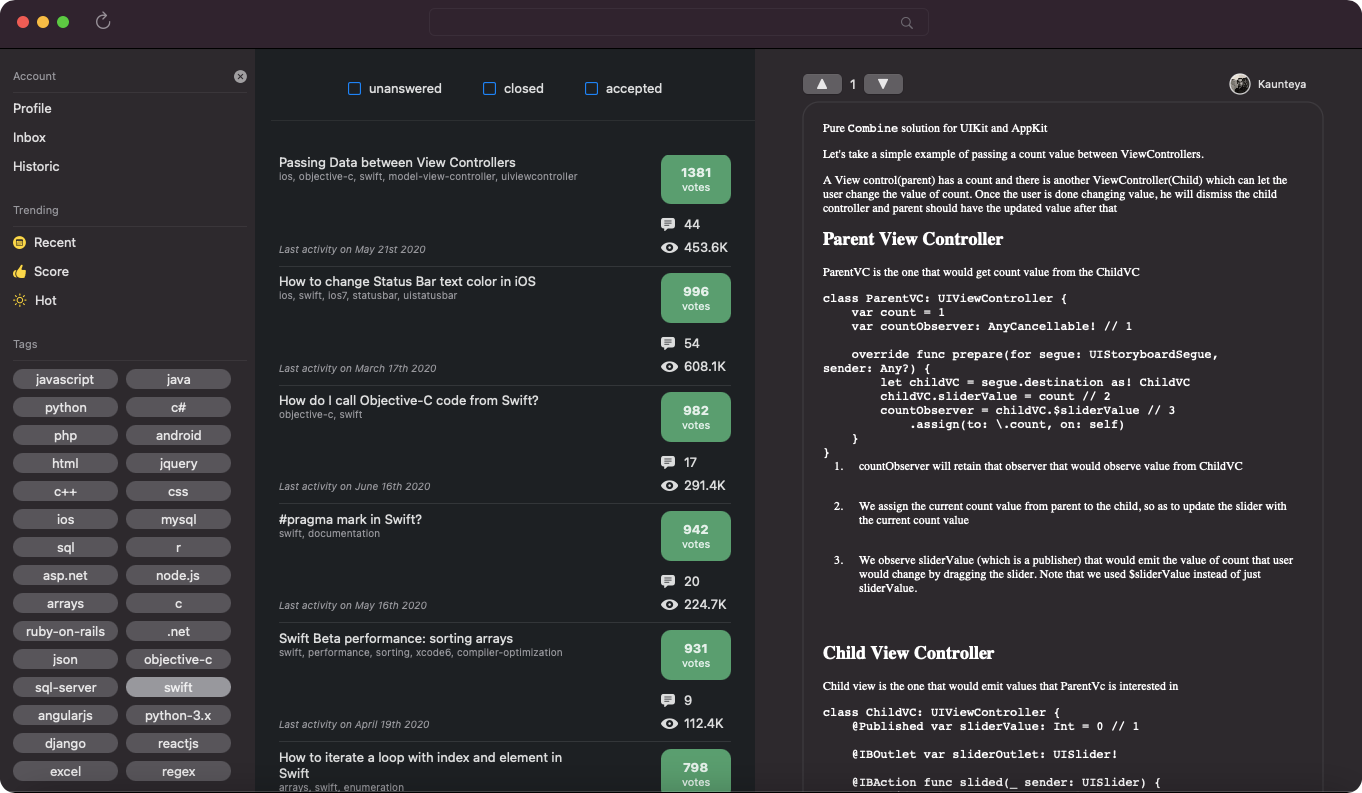 Account
Profile
Inbox
Historic
Trending
Recent
Score
Hot
Tags
javascript
java
python
c#
php
android
html
jquery
c++
css
ios
mysql
sql
r
asp.net
node.js
arrays
c
ruby-on-rails
.net
json
objective-c
sql-server
swift
angularjs
python-3.x
django
reactjs
excel
regex
unanswered
closed
accepted
Passing Data between View Controllers
ios, objective-c, swift, model-view-controller, uiviewcontroller
1381
votes
44
Last activity on May 21st 2020
453.6K
How to change Status Bar text color in iOS
ios, swift, ios7, statusbar, uistatusbar
996
votes
54
Last activity on March 17th 2020
608.1K
How do I call Objective-C code from Swift?
objective-c, swift
982
votes
17
Last activity on June 16th 2020
291.4K
#pragma mark in Swift?
swift, documentation
942
votes
20
Last activity on May 16th 2020
224.7K
Swift Beta performance: sorting arrays
swift, performance, sorting, xcode6, compiler-optimization
931
votes
9
Last activity on April 19th 2020
112.4K
How to iterate a loop with index and element in
Swift
arrays, swift, enumeration
798
votes
1
Kaunteya
Pure Combine solution for UIKit and AppKit
Let's take a simple example of passing a count value between ViewControllers.
A View control(parent) has a count and there is another ViewController(Child) which can let the
user change the value of count. Once the user is done changing value, he will dismiss the child
controller and parent should have the updated value after that
Parent View Controller
ParentVC is the one that would get count value from the ChildVC
class ParentVC: UIViewController {
    var count = 1
    var countObserver: AnyCancellable! // 1
    override func prepare(for segue: UIStoryboardSegue,
sender: Any?) {
        let childVC = segue.destination as! ChildVC
        childVC.sliderValue = count // 2
        countObserver = childVC.$sliderValue // 3
            .assign(to: \.count, on: self)
    }
}
1. countObserver will retain that observer that would observe value from ChildVC
2. We assign the current count value from parent to the child, so as to update the slider with
the current count value
3. We observe sliderValue (which is a publisher) that would emit the value of count that user
would change by dragging the slider. Note that we used $sliderValue instead of just
sliderValue.
Child View Controller
Child view is the one that would emit values that ParentVc is interested in
class ChildVC: UIViewController {
    @Published var sliderValue: Int = 0 // 1
    @IBOutlet var sliderOutlet: UISlider!
    @IBAction func slided(_ sender: UISlider) {